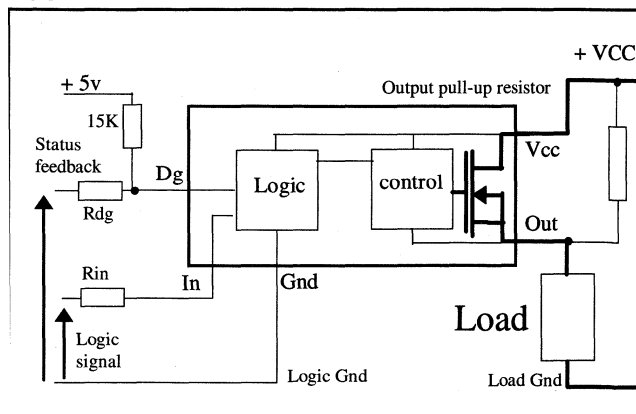 + VCC
+ 5v
Output pull-up resistor
15K
Status
feedback
Dg
Vcc
Logic
control
Rdg
Out
Rin
In
Gnd
Load
Logic
signal
Logic Gnd
Load Gnd